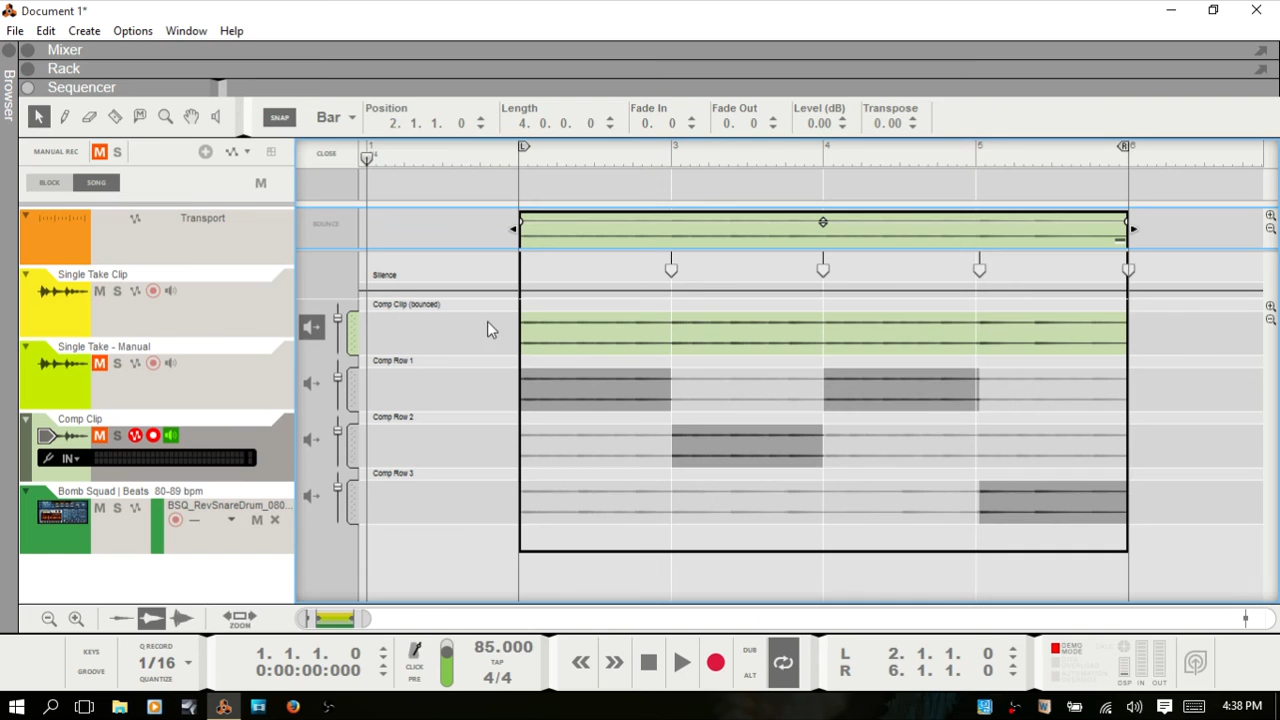 Document 1*
File Edit Create Options Window Help
Mixer
Rack
Sequencer
Browser
SNAP Bar
Position 2. 1. 1. 0
Length 4. 0. 0. 0
Fade In 0. 0
Fade Out 0. 0
Level (dB) 0.00
Transpose 0.00
MANUAL REC M S
CLOSE
1 3 4 5 6
L R
BLOCK SONG M
Transport
BOUNCE
Single Take Clip
M S
Silence
Comp Clip (bounced)
Single Take - Manual
M S
Comp Row 1
Comp Clip
M S
Comp Row 2
IN
Comp Row 3
Bomb Squad | Beats 80-89 bpm
M S
BSQ_RevSnareDrum_080...
M
ZOOM
KEYS
GROOVE
Q RECORD
1/16
QUANTIZE
1. 1. 1. 0
0:00:00:000
CLICK
PRE
85.000
TAP
4/4
DUB
ALT
L 2. 1. 1. 0
R 6. 1. 1. 0
DEMO
MODE
DSP IN OUT
4:38 PM